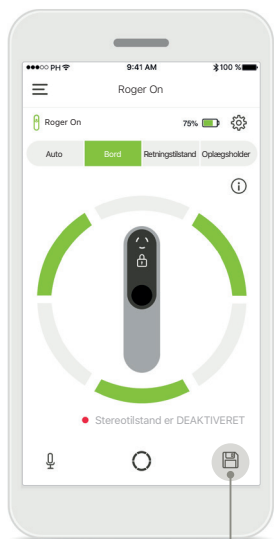 PH 9:41 AM 100 %
Roger On
Roger On 75%
Auto Bord Retningstilstand Oplægsholder
Stereotilstand er DEAKTIVERET